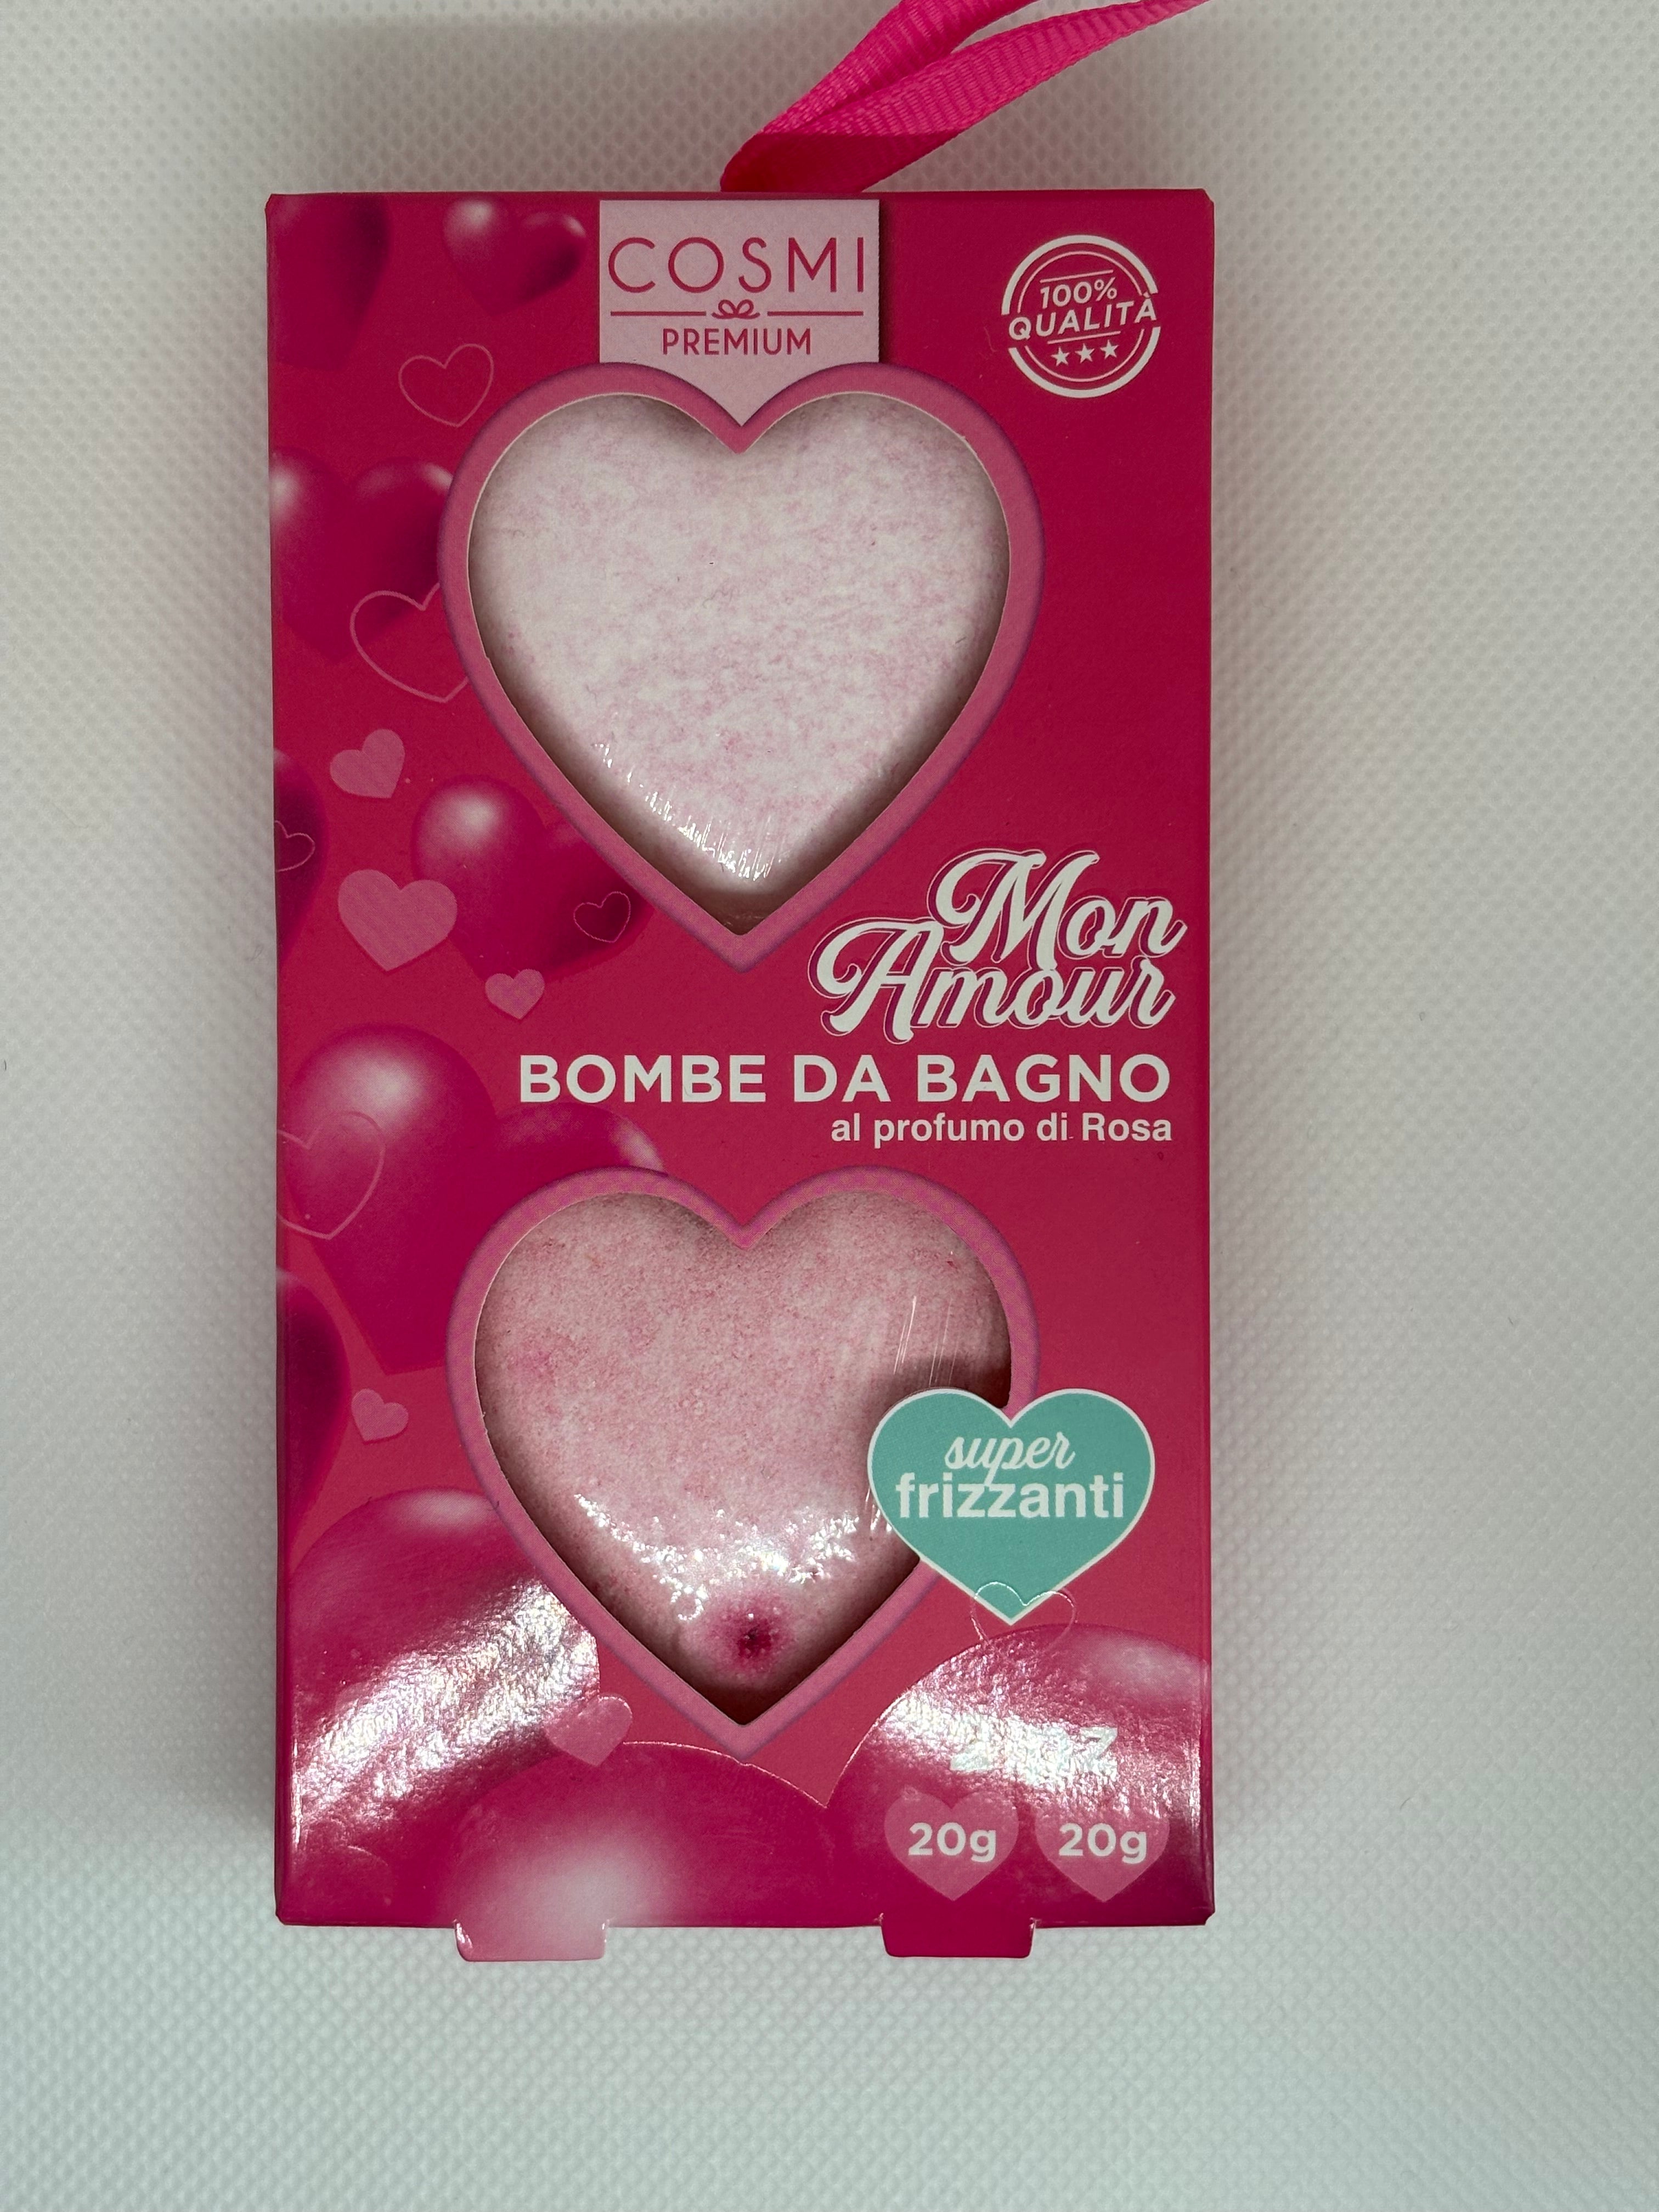 COSMI
PREMIUM
100%
QUALITÀ
Mon
Amour
BOMBE DA BAGNO
al profumo di Rosa
super
frizzanti
20g 20g